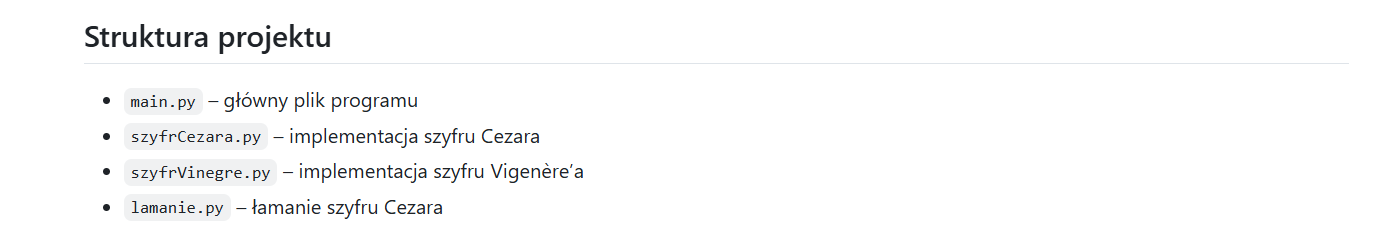 Struktura projektu
• main.py – główny plik programu
• szyfrCezara.py – implementacja szyfru Cezara
• szyfrVinegre.py – implementacja szyfru Vigenère’a
• lamanie.py – łamanie szyfru Cezara